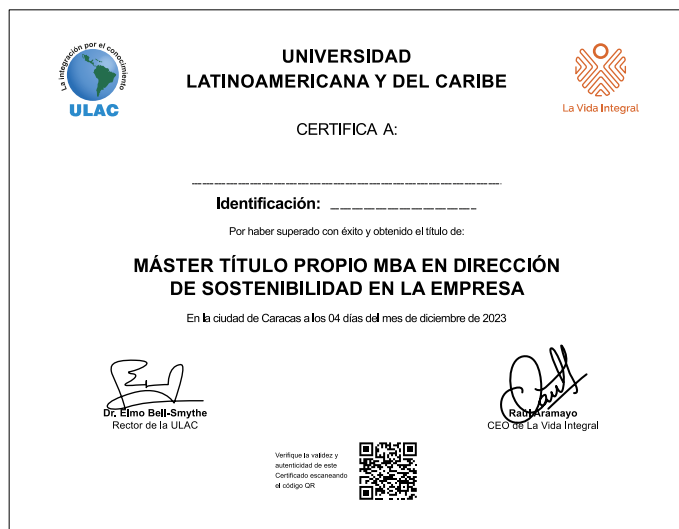 La integración por el conocimiento
ULAC
UNIVERSIDAD
LATINOAMERICANA Y DEL CARIBE
La Vida Integral
CERTIFICA A:
Identificación:
Por haber superado con éxito y obtenido el título de:
MÁSTER TÍTULO PROPIO MBA EN DIRECCIÓN
DE SOSTENIBILIDAD EN LA EMPRESA
En la ciudad de Caracas a los 04 días del mes de diciembre de 2023
Dr. Elmo Bell-Smythe
Rector de la ULAC
Raúl Aramayo
CEO de La Vida Integral
Verifique la validez y
autenticidad de este
Certificado escaneando
el código QR